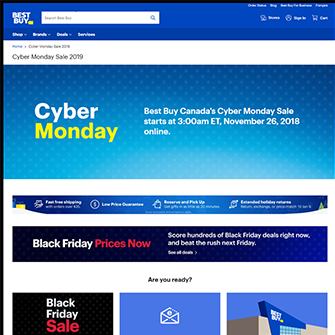 Order Status Blog Best Buy For Business Français
BEST BUY
Search Best Buy
Stores Sign In Cart
Shop Brands Deals Services
Home > Cyber Monday Sale 2019
Cyber Monday Sale 2019
Cyber
Monday
Best Buy Canada's Cyber Monday Sale
starts at 3:00am ET, November 26, 2018
online.
Fast free shipping
with orders over $35.
Low Price Guarantee
Reserve and Pick Up
Get gifts in as little as 20 minutes
Extended holiday returns
Return, exchange, or price match
Black Friday Prices Now
Score hundreds of Black Friday deals right now,
and beat the rush next Friday.
See all deals >
Are you ready?
Black
Friday
Sale
BEST
BUY